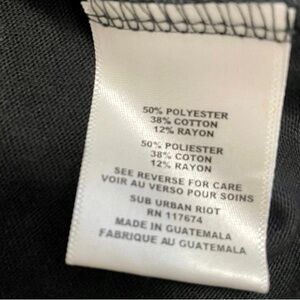 50% POLYESTER
38% COTTON
12% RAYON
50% POLIESTER
38% COTON
12% RAYON
SEE REVERSE FOR CARE
VOIR AU VERSO POUR SOINS
SUB URBAN RIOT
RN 117674
MADE IN GUATEMALA
FABRIQUE AU GUATEMALA